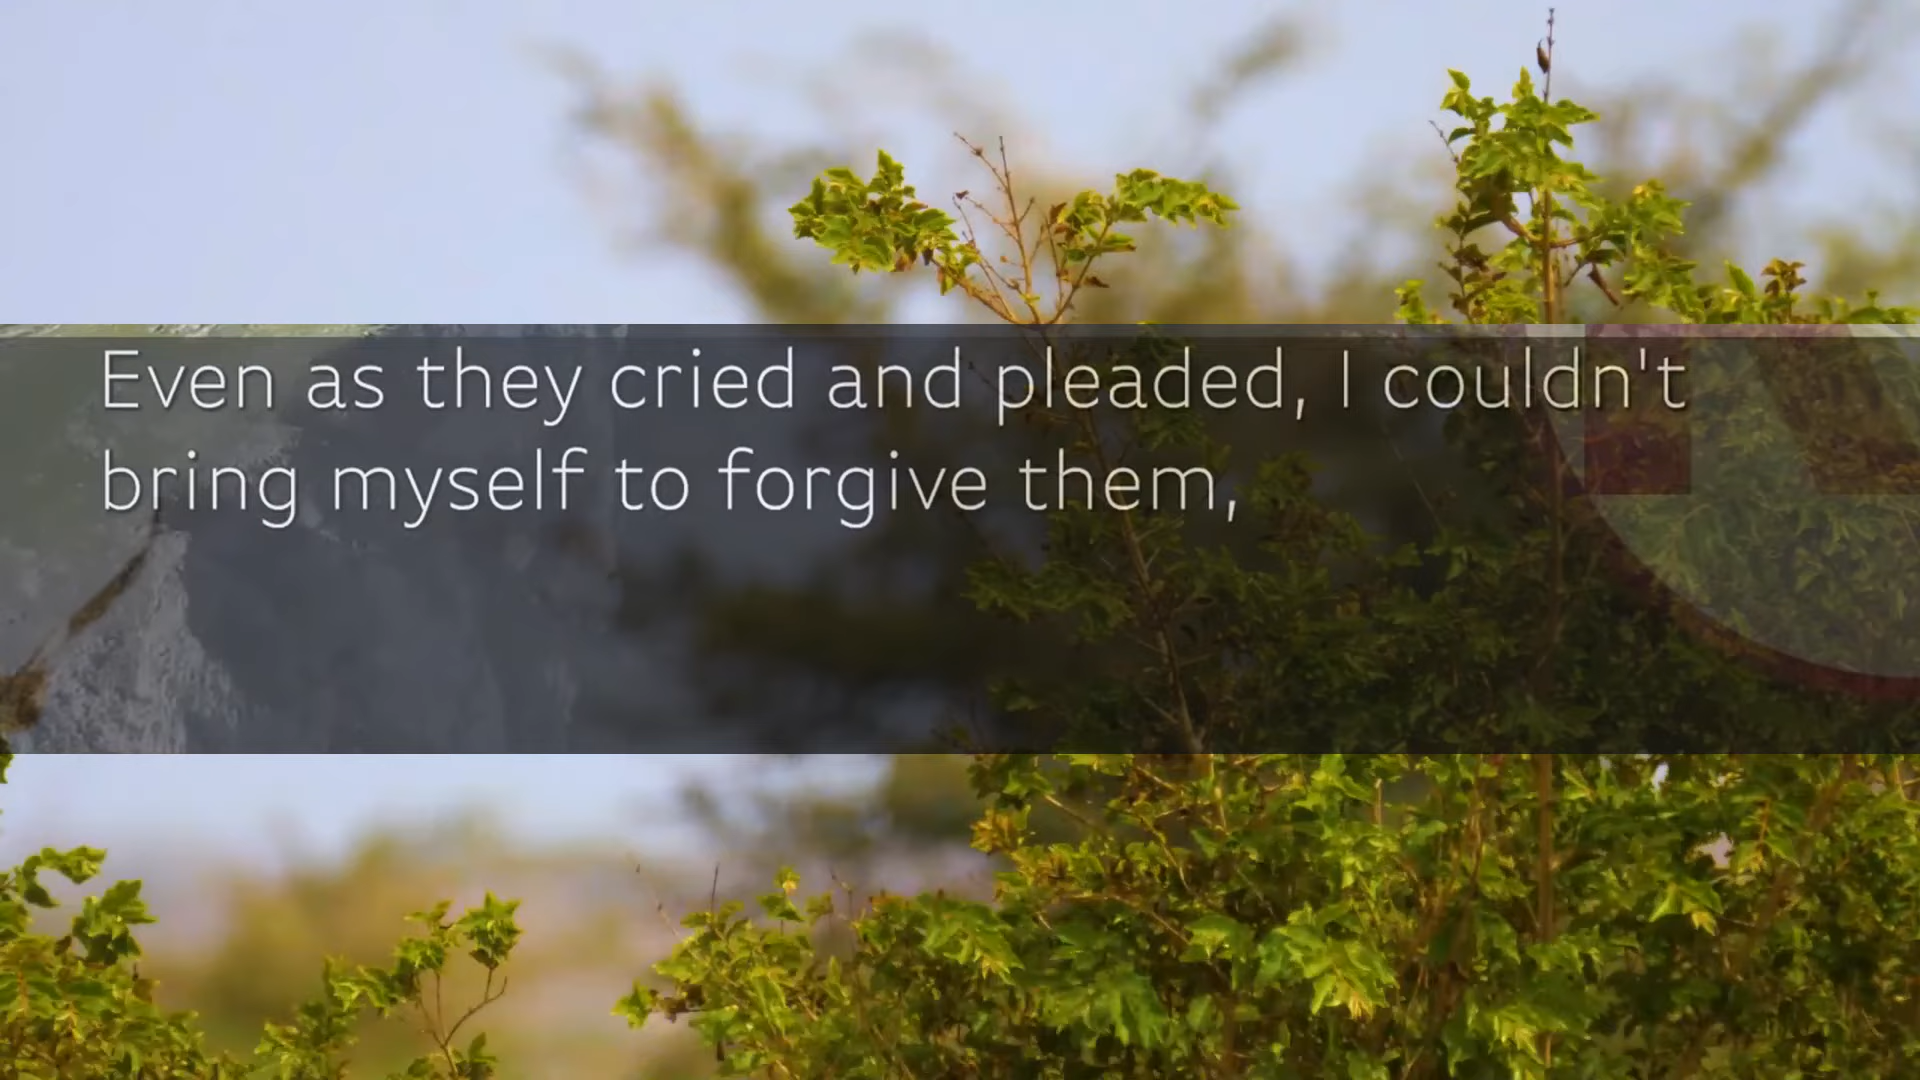 Even as they cried and pleaded, I couldn't
bring myself to forgive them,